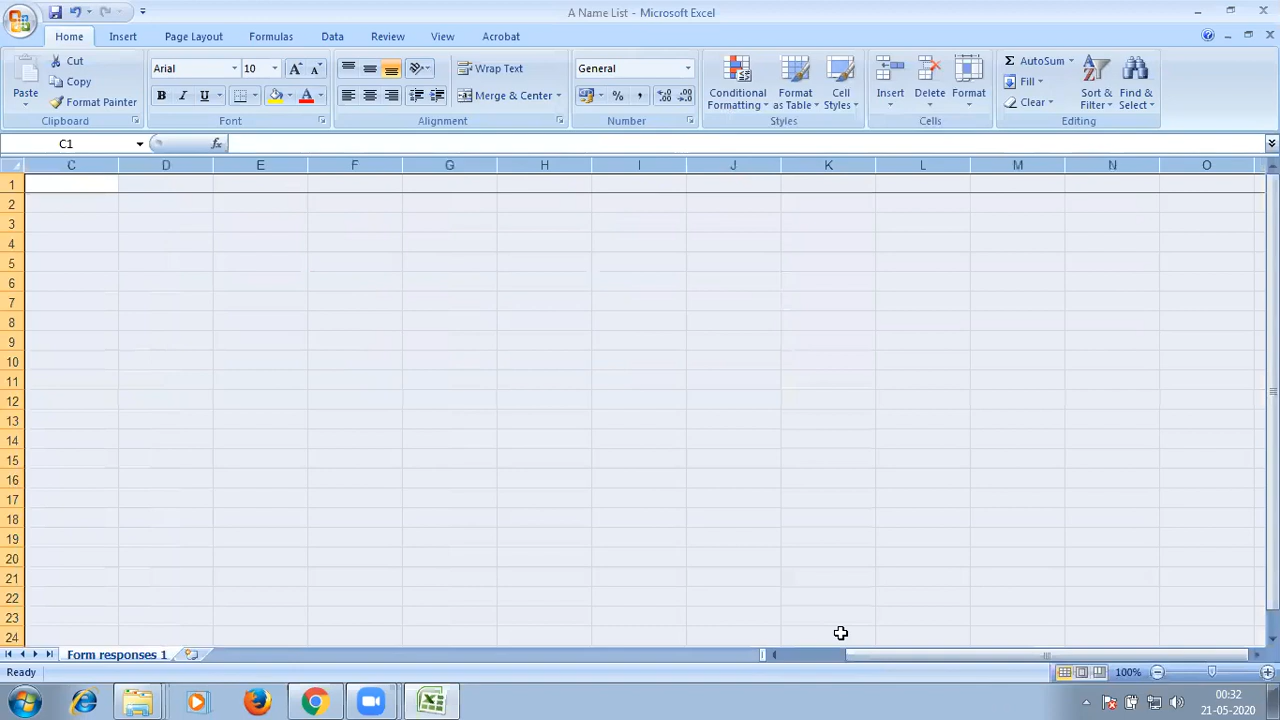 A Name List - Microsoft Excel
Home Insert Page Layout Formulas Data Review View Acrobat
Paste
Cut
Copy
Format Painter
Clipboard
Arial 10
B I U A
Font
Wrap Text
Merge & Center
Alignment
General
% ,
Number
Conditional Formatting
Format as Table
Cell Styles
Styles
Insert Delete Format
Cells
Σ AutoSum
Fill
Clear
Sort & Filter
Find & Select
Editing
C1 fx
C D E F G H I J K L M N O
1
2
3
4
5
6
7
8
9
10
11
12
13
14
15
16
17
18
19
20
21
22
23
24
Form responses 1
Ready 100%
00:32
21-05-2020